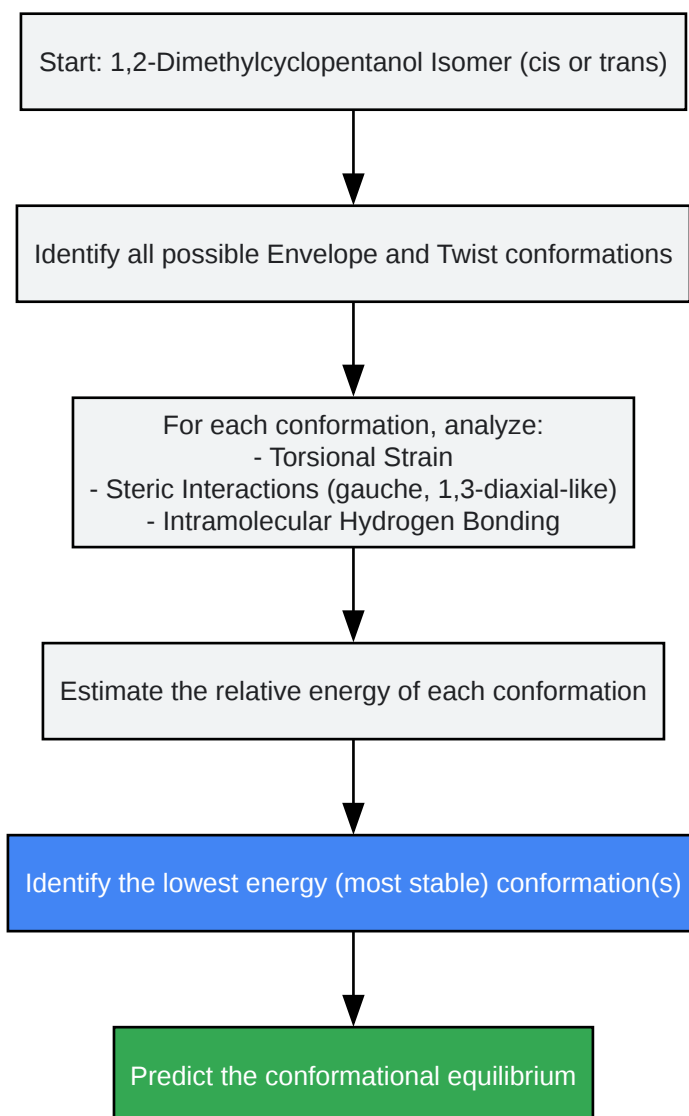 Start: 1,2-Dimethylcyclopentanol Isomer (cis or trans)
Identify all possible Envelope and Twist conformations
For each conformation, analyze:
- Torsional Strain
- Steric Interactions (gauche, 1,3-diaxial-like)
- Intramolecular Hydrogen Bonding
Estimate the relative energy of each conformation
Identify the lowest energy (most stable) conformation(s)
Predict the conformational equilibrium